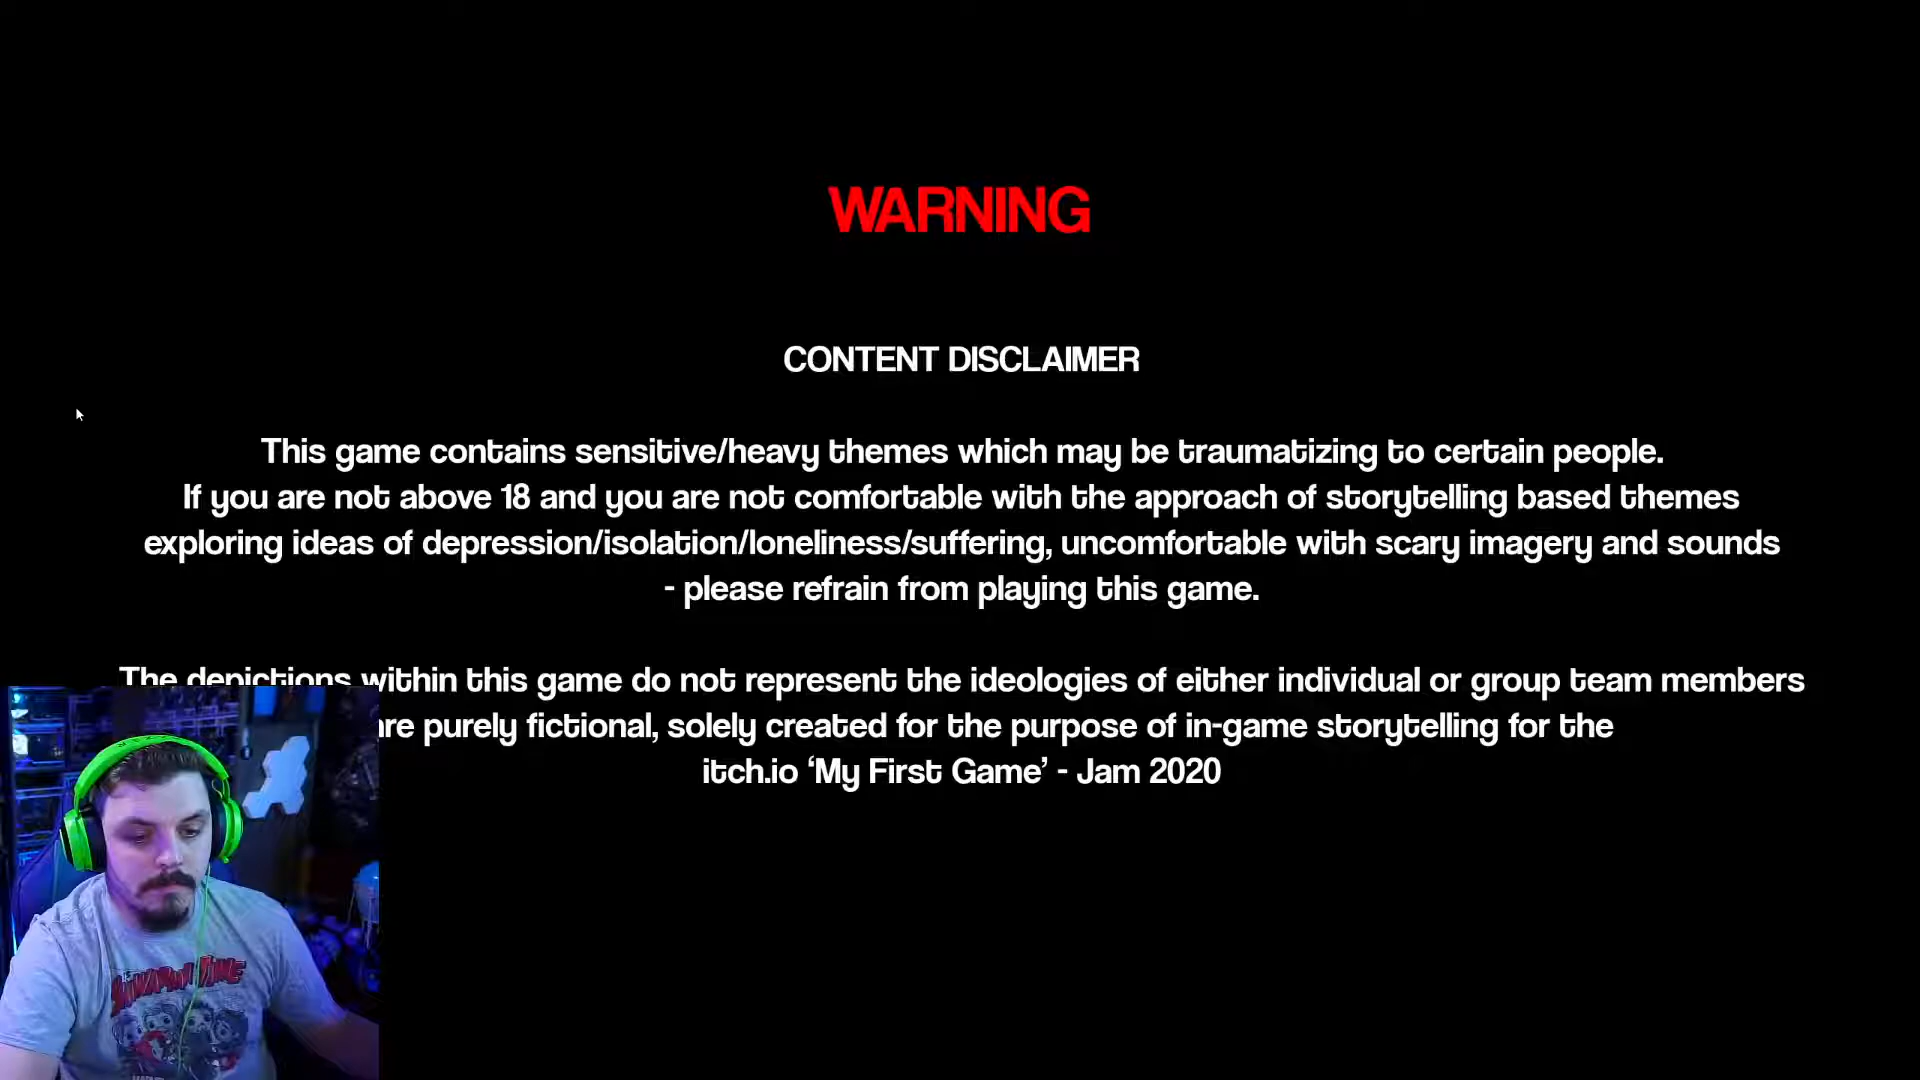 WARNING
CONTENT DISCLAIMER
This game contains sensitive/heavy themes which may be traumatizing to certain people.
If you are not above 18 and you are not comfortable with the approach of storytelling based themes
exploring ideas of depression/isolation/loneliness/suffering, uncomfortable with scary imagery and sounds
- please refrain from playing this game.
The depictions within this game do not represent the ideologies of either individual or group team members
are purely fictional, solely created for the purpose of in-game storytelling for the
itch.io ‘My First Game’ - Jam 2020